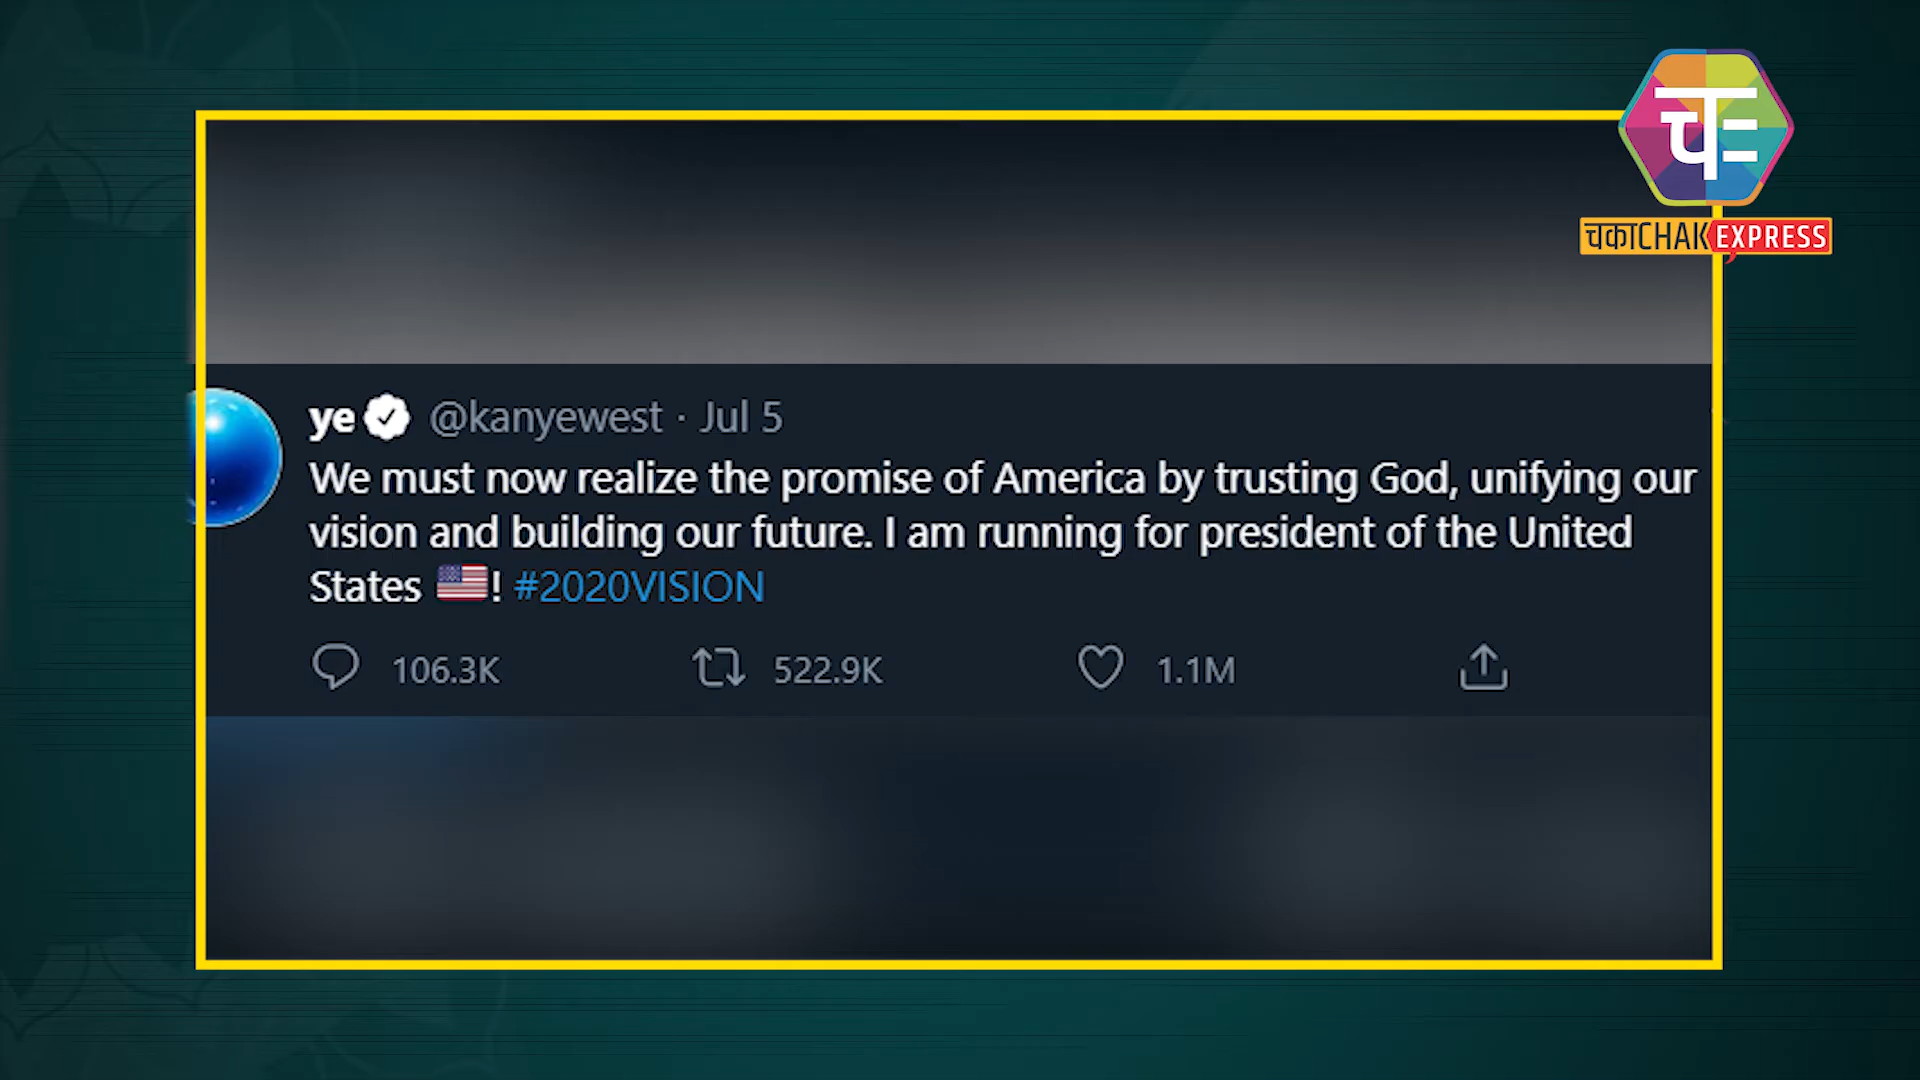 चE
चकाCHAK EXPRESS
ye @kanyewest · Jul 5
We must now realize the promise of America by trusting God, unifying our
vision and building our future. I am running for president of the United
States 🇺🇸! #2020VISION
106.3K 522.9K 1.1M